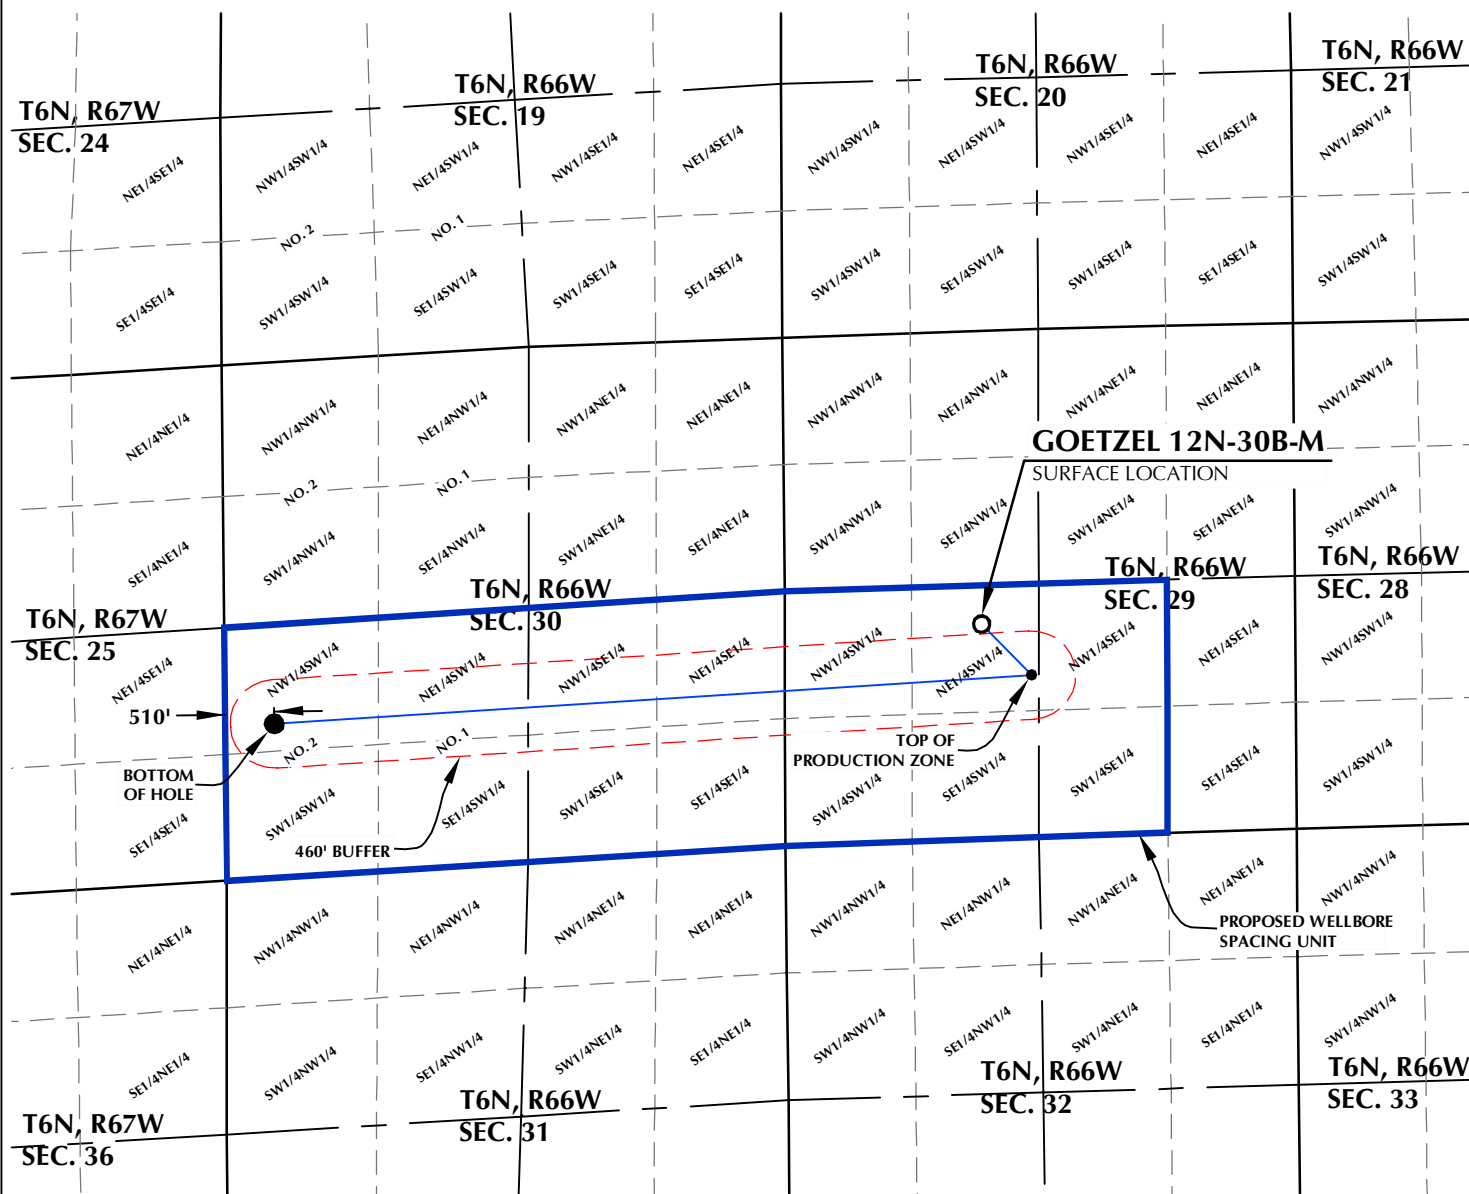 T6N, R67W
SEC. 24
T6N, R66W
SEC. 19
T6N, R66W
SEC. 20
T6N, R66W
SEC. 21
NE1/4SE1/4
NW1/4SW1/4
NE1/4SW1/4
NW1/4SE1/4
NE1/4SE1/4
NW1/4SW1/4
NE1/4SW1/4
NW1/4SE1/4
NE1/4SE1/4
NW1/4SW1/4
NO. 2
NO. 1
SE1/4SE1/4
SW1/4SW1/4
SE1/4SW1/4
SW1/4SE1/4
SE1/4SE1/4
SW1/4SW1/4
SE1/4SW1/4
SW1/4SE1/4
SE1/4SE1/4
SW1/4SW1/4
NE1/4NE1/4
NW1/4NW1/4
NE1/4NW1/4
NW1/4NE1/4
NE1/4NE1/4
NW1/4NW1/4
NE1/4NW1/4
NW1/4NE1/4
NE1/4NE1/4
NW1/4NW1/4
GOETZEL 12N-30B-M
SURFACE LOCATION
NO. 2
NO. 1
SE1/4NE1/4
SW1/4NW1/4
SE1/4NW1/4
SW1/4NE1/4
SE1/4NE1/4
SW1/4NW1/4
SE1/4NW1/4
SW1/4NE1/4
SE1/4NE1/4
SW1/4NW1/4
T6N, R67W
SEC. 25
T6N, R66W
SEC. 30
T6N, R66W
SEC. 29
T6N, R66W
SEC. 28
NE1/4SE1/4
NW1/4SW1/4
NE1/4SW1/4
NW1/4SE1/4
NE1/4SE1/4
NW1/4SW1/4
NE1/4SW1/4
NW1/4SE1/4
NE1/4SE1/4
NW1/4SW1/4
510'
NO. 2
NO. 1
TOP OF
PRODUCTION ZONE
BOTTOM
OF HOLE
SE1/4SE1/4
SW1/4SW1/4
SE1/4SW1/4
SW1/4SE1/4
SE1/4SE1/4
SW1/4SW1/4
SE1/4SW1/4
SW1/4SE1/4
SE1/4SE1/4
SW1/4SW1/4
460' BUFFER
NE1/4NE1/4
NW1/4NW1/4
NE1/4NW1/4
NW1/4NE1/4
NE1/4NE1/4
NW1/4NW1/4
NE1/4NW1/4
NW1/4NE1/4
NE1/4NE1/4
NW1/4NW1/4
PROPOSED WELLBORE
SPACING UNIT
SE1/4NE1/4
SW1/4NW1/4
SE1/4NW1/4
SW1/4NE1/4
SE1/4NE1/4
SW1/4NW1/4
SE1/4NW1/4
SW1/4NE1/4
SE1/4NE1/4
SW1/4NW1/4
T6N, R67W
SEC. 36
T6N, R66W
SEC. 31
T6N, R66W
SEC. 32
T6N, R66W
SEC. 33